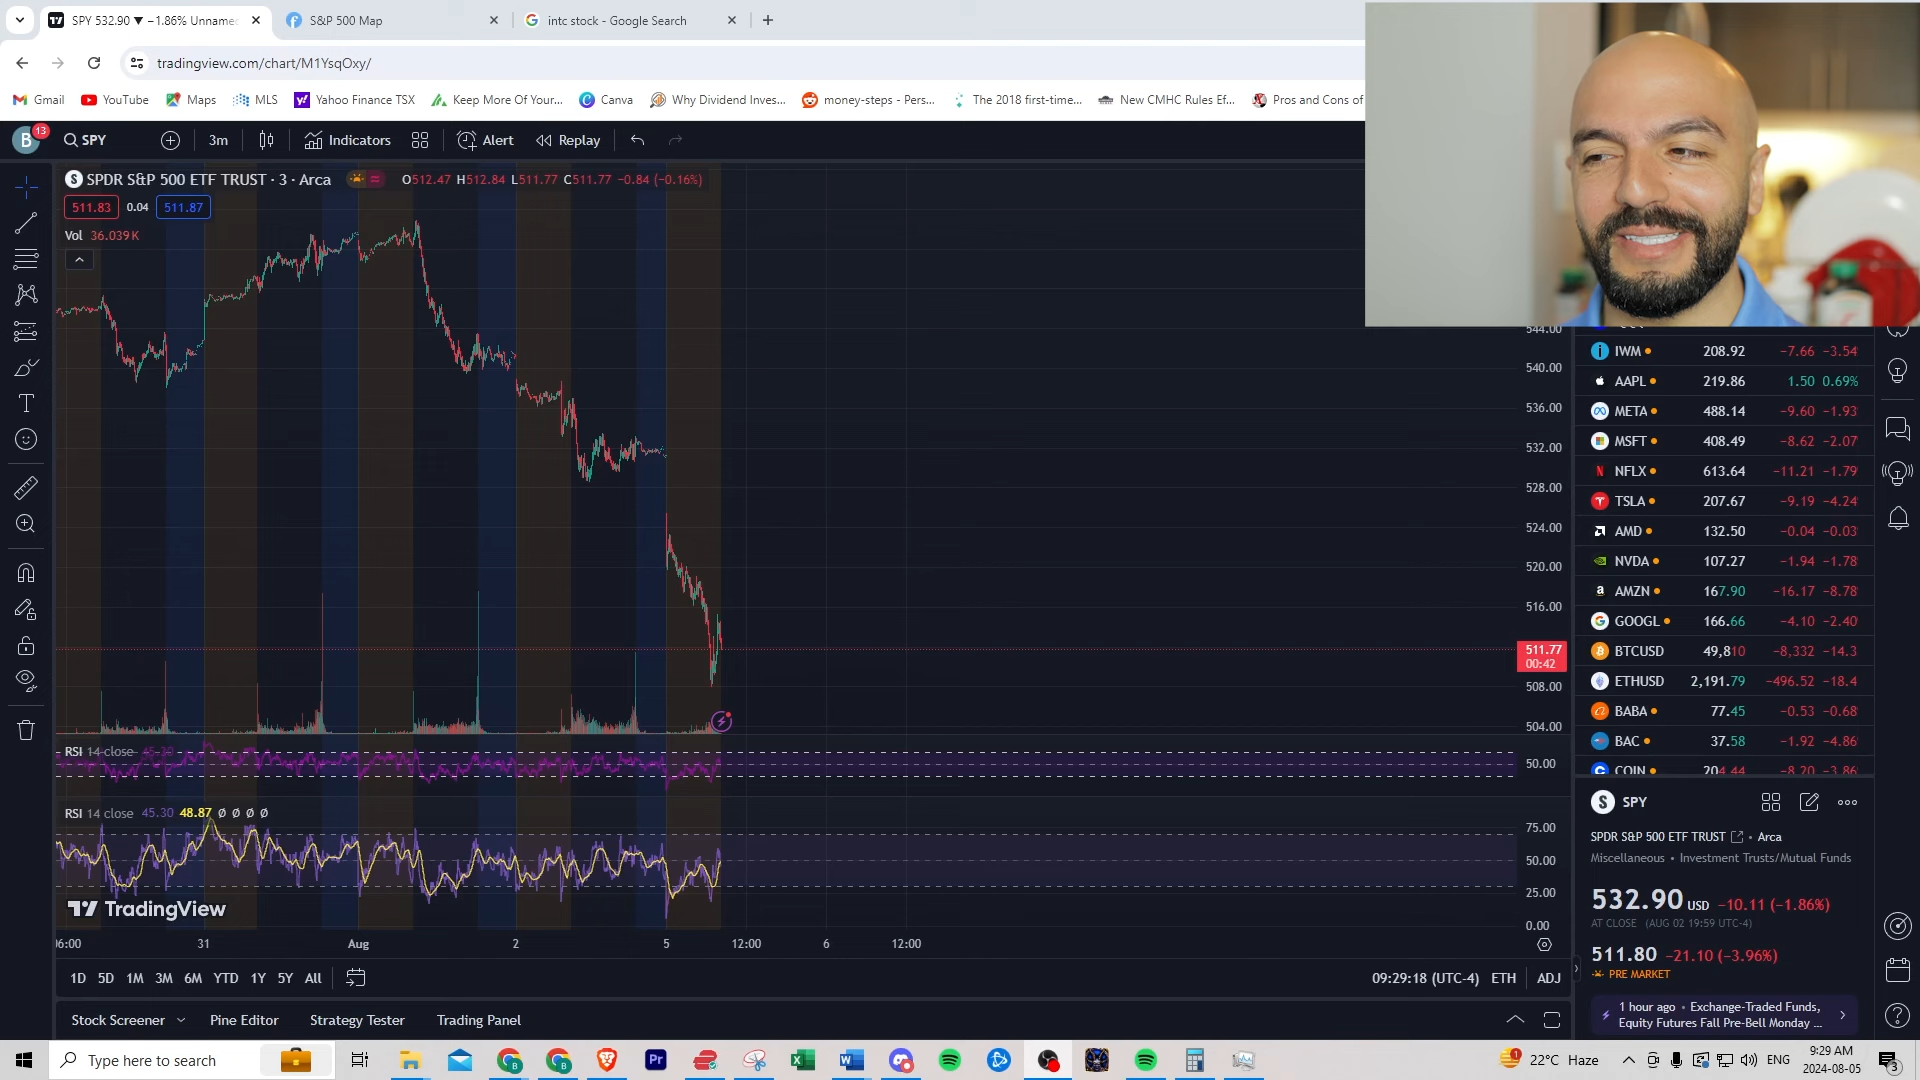 SPY 532.90 ▼ −1.86% Unname
S&P 500 Map
intc stock - Google Search
tradingview.com/chart/M1YsqOxy/
Gmail
YouTube
Maps
MLS
Yahoo Finance TSX
Keep More Of Your...
Canva
Why Dividend Inves...
money-steps - Pers...
The 2018 first-time...
New CMHC Rules Ef...
Pros and Cons of
B
13
SPY
3m
Indicators
Alert
Replay
S SPDR S&P 500 ETF TRUST · 3 · Arca
O512.47 H512.84 L511.77 C511.77 −0.84 (−0.16%)
511.83
0.04
511.87
Vol 36.039K
544.00
540.00
536.00
532.00
528.00
524.00
520.00
516.00
511.77
00:42
508.00
504.00
RSI 14 close 45.30
50.00
RSI 14 close 45.30 48.87 Ø Ø Ø Ø
75.00
50.00
25.00
0.00
TradingView
06:00
31
Aug
2
5
12:00
6
12:00
1D
5D
1M
3M
6M
YTD
1Y
5Y
All
09:29:18 (UTC-4)
ETH
ADJ
Stock Screener
Pine Editor
Strategy Tester
Trading Panel
IWM 208.92 −7.66 −3.54
AAPL 219.86 1.50 0.69%
META 488.14 −9.60 −1.93
MSFT 408.49 −8.62 −2.07
NFLX 613.64 −11.21 −1.79
TSLA 207.67 −9.19 −4.24
AMD 132.50 −0.04 −0.03
NVDA 107.27 −1.94 −1.78
AMZN 167.90 −16.17 −8.78
GOOGL 166.66 −4.10 −2.40
BTCUSD 49,810 −8,332 −14.3
ETHUSD 2,191.79 −496.52 −18.4
BABA 77.45 −0.53 −0.68
BAC 37.58 −1.92 −4.86
COIN 204.44 −8.20 −3.86
S SPY
SPDR S&P 500 ETF TRUST • Arca
Miscellaneous • Investment Trusts/Mutual Funds
532.90 USD −10.11 (−1.86%)
AT CLOSE (AUG 02 19:59 UTC-4)
511.80 −21.10 (−3.96%)
PRE MARKET
1 hour ago • Exchange-Traded Funds,
Equity Futures Fall Pre-Bell Monday ...
Type here to search
22°C Haze
ENG
9:29 AM
2024-08-05
3